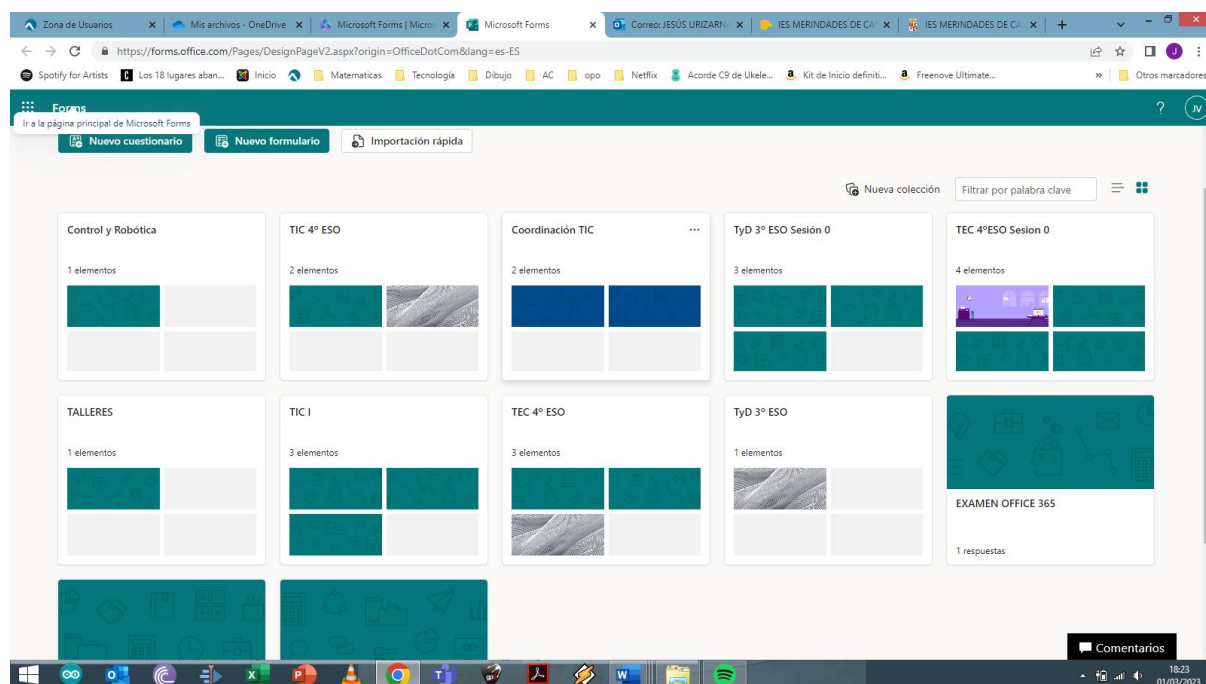 Zona de Usuarios
Mis archivos - OneDrive
Microsoft Forms | Micro
Microsoft Forms
Correo: JESÚS URIZARN
IES MERINDADES DE CA
IES MERINDADES DE CA
https://forms.office.com/Pages/DesignPageV2.aspx?origin=OfficeDotCom&lang=es-ES
J
Spotify for Artists
Los 18 lugares aban...
Inicio
Matematicas
Tecnología
Dibujo
AC
opo
Netflix
Acorde C9 de Ukele...
Kit de Inicio definiti...
Freenove Ultimate...
»
Otros marcadores
Forms
?
JV
Ir a la página principal de Microsoft Forms
Nuevo cuestionario
Nuevo formulario
Importación rápida
Nueva colección
Filtrar por palabra clave
Control y Robótica
1 elementos
TIC 4º ESO
2 elementos
Coordinación TIC
...
2 elementos
TyD 3º ESO Sesión 0
3 elementos
TEC 4ºESO Sesion 0
4 elementos
TALLERES
1 elementos
TIC I
3 elementos
TEC 4º ESO
3 elementos
TyD 3º ESO
1 elementos
EXAMEN OFFICE 365
1 respuestas
Comentarios
18:23
01/03/2023